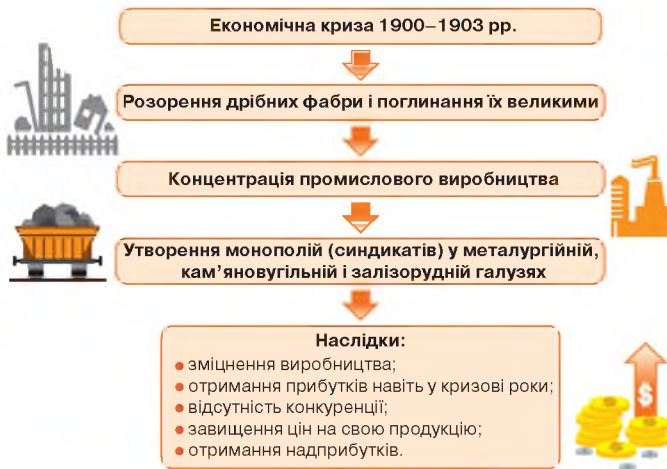 Економічна криза 1900–1903 рр.
Розорення дрібних фабри і поглинання їх великими
Концентрація промислового виробництва
Утворення монополій (синдикатів) у металургійній,
кам’яновугільній і залізорудній галузях
Наслідки:
• зміцнення виробництва;
• отримання прибутків навіть у кризові роки;
• відсутність конкуренції;
• завищення цін на свою продукцію;
• отримання надприбутків.
$